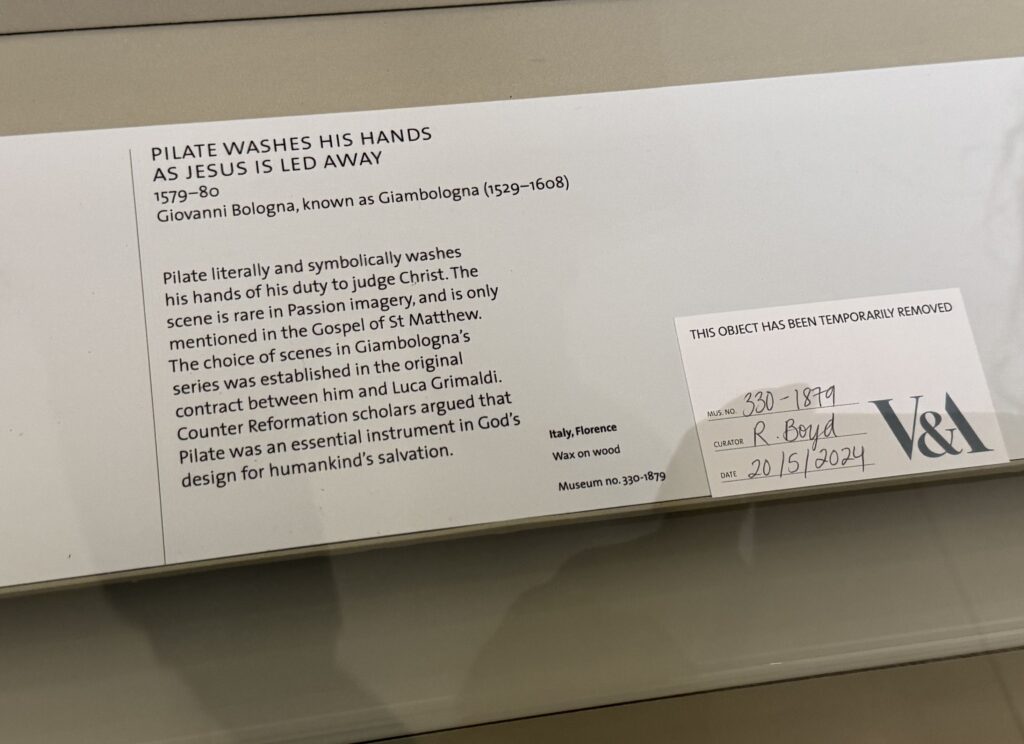 PILATE WASHES HIS HANDS
AS JESUS IS LED AWAY
1579–80
Giovanni Bologna, known as Giambologna (1529–1608)
Pilate literally and symbolically washes
his hands of his duty to judge Christ. The
scene is rare in Passion imagery, and is only
mentioned in the Gospel of St Matthew.
The choice of scenes in Giambologna's
series was established in the original
contract between him and Luca Grimaldi.
Counter Reformation scholars argued that
Pilate was an essential instrument in God's
design for humankind's salvation.
Italy, Florence
Wax on wood
Museum no. 330-1879
THIS OBJECT HAS BEEN TEMPORARILY REMOVED
MUS. NO. 330-1879
CURATOR R. Boyd
DATE 20/5/2024
V&A